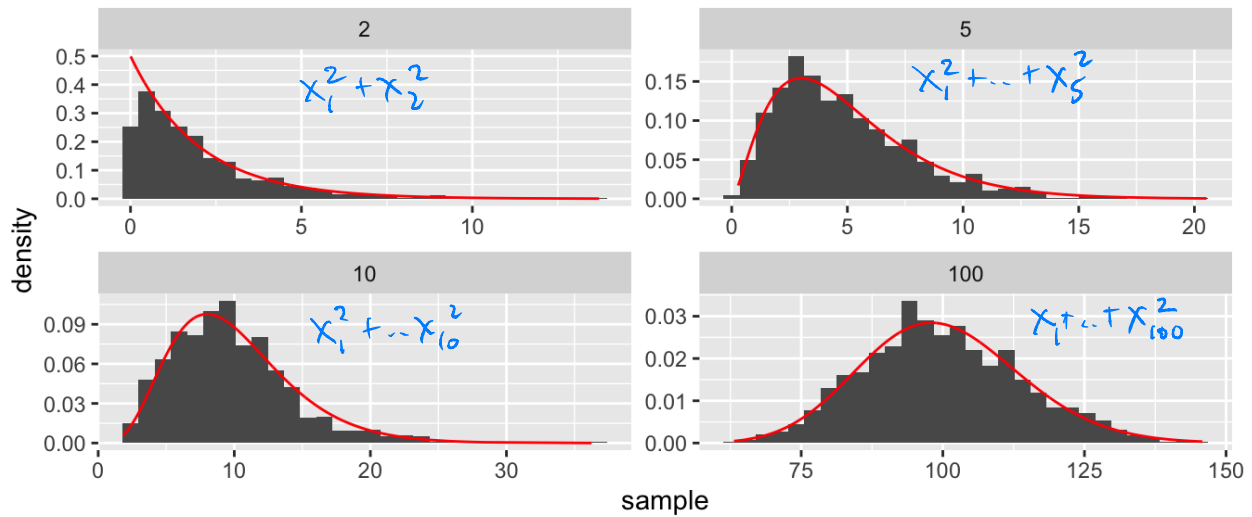 2
5
0.5
0.4
0.3
0.2
0.1
0.0
x₁² + x₂²
0.15
0.10
0.05
0.00
x₁² + .. + x₅²
0 5 10
0 5 10 15 20
density
10
100
0.09
0.06
0.03
0.00
x₁² + ... x₁₀²
0.03
0.02
0.01
0.00
x₁ + .. + x₁₀₀²
0 10 20 30
75 100 125 150
sample